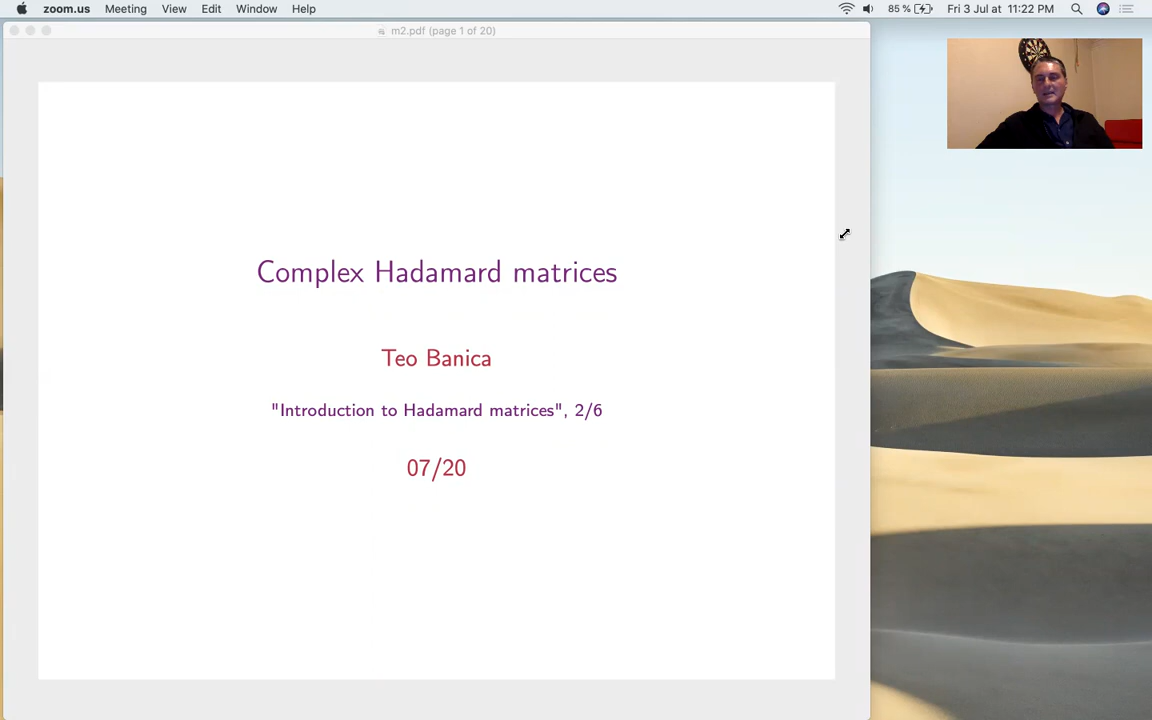 zoom.us Meeting View Edit Window Help 85 % Fri 3 Jul at 11:22 PM
m2.pdf (page 1 of 20)
Complex Hadamard matrices
Teo Banica
"Introduction to Hadamard matrices", 2/6
07/20